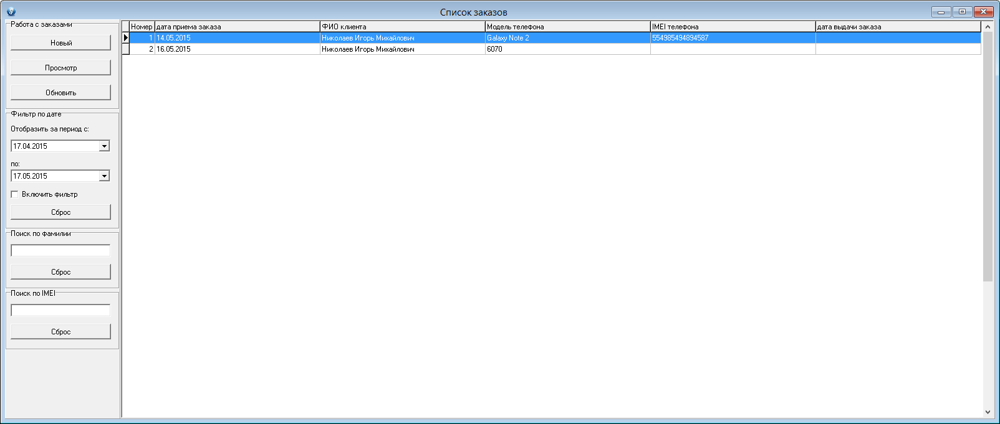 Список заказов
Работа с заказами
Новый
Просмотр
Обновить
Фильтр по дате
Отобразить за период с:
17.04.2015
по:
17.05.2015
Включить фильтр
Сброс
Поиск по фамилии
Сброс
Поиск по IMEI
Сброс
Номер дата приема заказа ФИО клиента Модель телефона IMEI телефона дата выдачи заказа
1 14.05.2015 Николаев Игорь Михайлович Galaxy Note 2 554985494894587
2 16.05.2015 Николаев Игорь Михайлович 6070